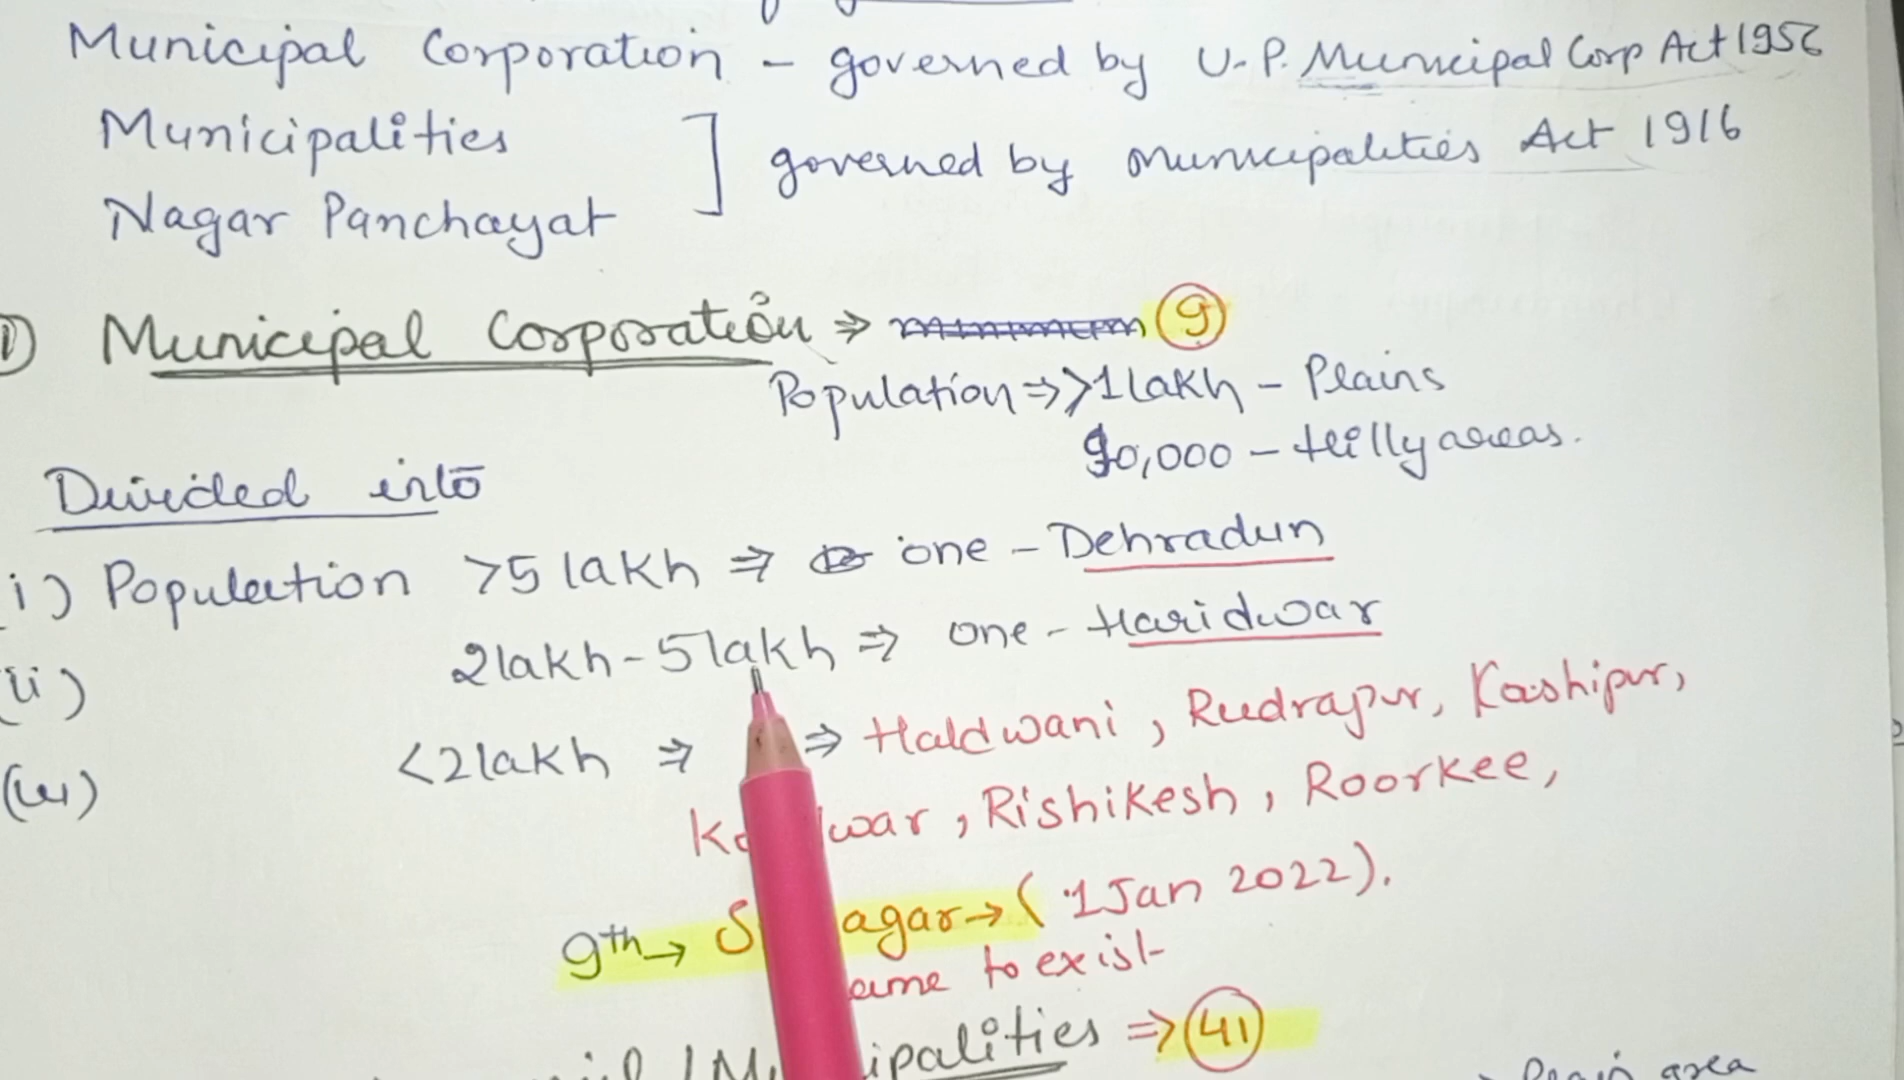 Municipal Corporation - governed by U.P. Municipal Corp Act 1956
Municipalities
Nagar Panchayat
] governed by Municipalities Act 1916
① Municipal Corporation ⇒ 9
Population ⇒ >1 lakh - Plains
90,000 - Hilly areas.
Divided into
i) Population >5 lakh ⇒ one - Dehradun
(ii) 2 lakh - 5 lakh ⇒ one - Haridwar
(iii) <2 lakh ⇒ ⇒ Haldwani, Rudrapur, Kashipur,
war, Rishikesh, Roorkee,
9th → S agar → (1 Jan 2022).
ame to exist
ipalities ⇒ 41
Plain area